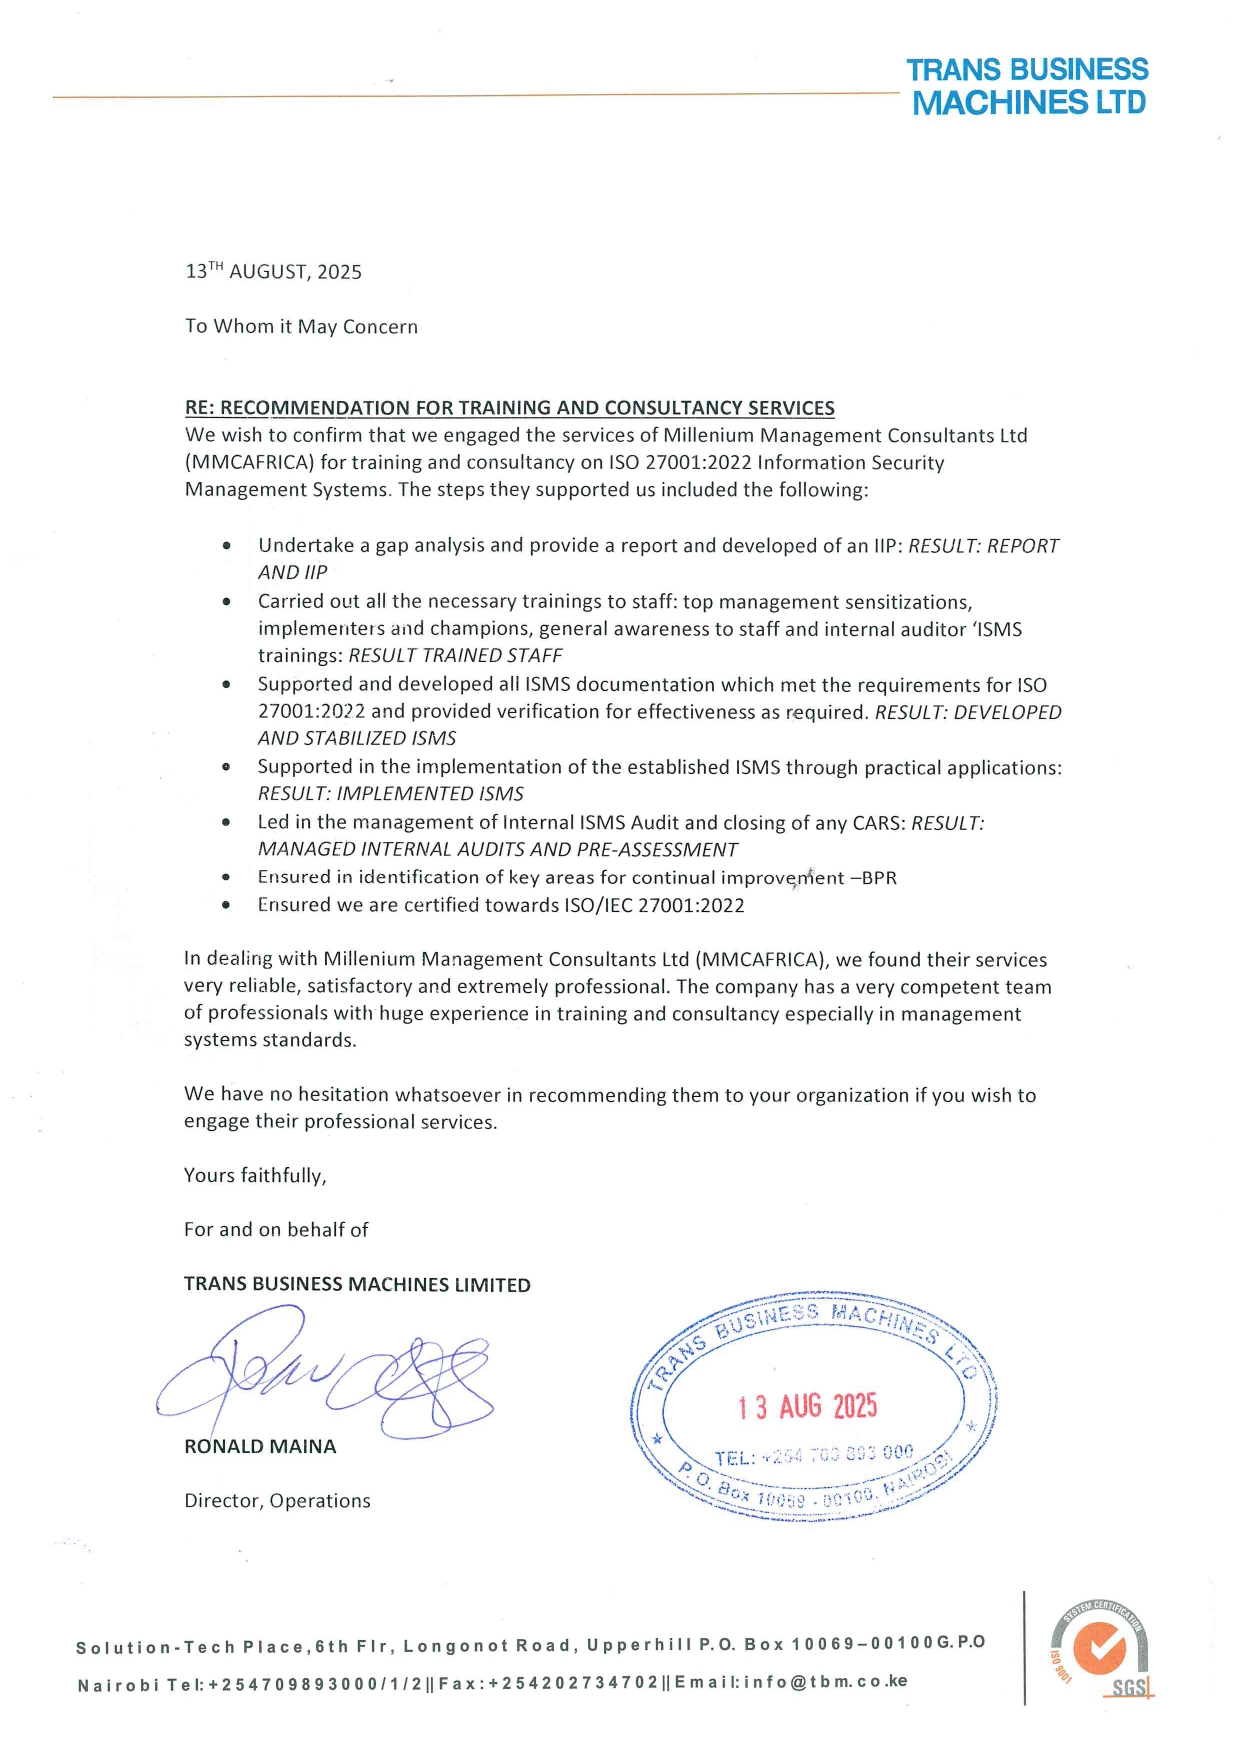 TRANS BUSINESS
MACHINES LTD
13TH AUGUST, 2025
To Whom it May Concern
RE: RECOMMENDATION FOR TRAINING AND CONSULTANCY SERVICES
We wish to confirm that we engaged the services of Millenium Management Consultants Ltd
(MMCAFRICA) for training and consultancy on ISO 27001:2022 Information Security
Management Systems. The steps they supported us included the following:
• Undertake a gap analysis and provide a report and developed of an IIP: RESULT: REPORT
AND IIP
• Carried out all the necessary trainings to staff: top management sensitizations,
implementers and champions, general awareness to staff and internal auditor ‘ISMS
trainings: RESULT TRAINED STAFF
• Supported and developed all ISMS documentation which met the requirements for ISO
27001:2022 and provided verification for effectiveness as required. RESULT: DEVELOPED
AND STABILIZED ISMS
• Supported in the implementation of the established ISMS through practical applications:
RESULT: IMPLEMENTED ISMS
• Led in the management of Internal ISMS Audit and closing of any CARS: RESULT:
MANAGED INTERNAL AUDITS AND PRE-ASSESSMENT
• Ensured in identification of key areas for continual improvement –BPR
• Ensured we are certified towards ISO/IEC 27001:2022
In dealing with Millenium Management Consultants Ltd (MMCAFRICA), we found their services
very reliable, satisfactory and extremely professional. The company has a very competent team
of professionals with huge experience in training and consultancy especially in management
systems standards.
We have no hesitation whatsoever in recommending them to your organization if you wish to
engage their professional services.
Yours faithfully,
For and on behalf of
TRANS BUSINESS MACHINES LIMITED
TRANS BUSINESS MACHINES LTD
13 AUG 2025
TEL: 000
P. O. Box NAIROBI
RONALD MAINA
Director, Operations
Solution-Tech Place,6th Flr, Longonot Road, Upperhill P.O. Box 10069–00100G.P.O
Nairobi Tel:+254709893000/1/2||Fax:+254202734702||Email:info@tbm.co.ke
SYSTEM CERTIFICATION
ISO 9001
SGS